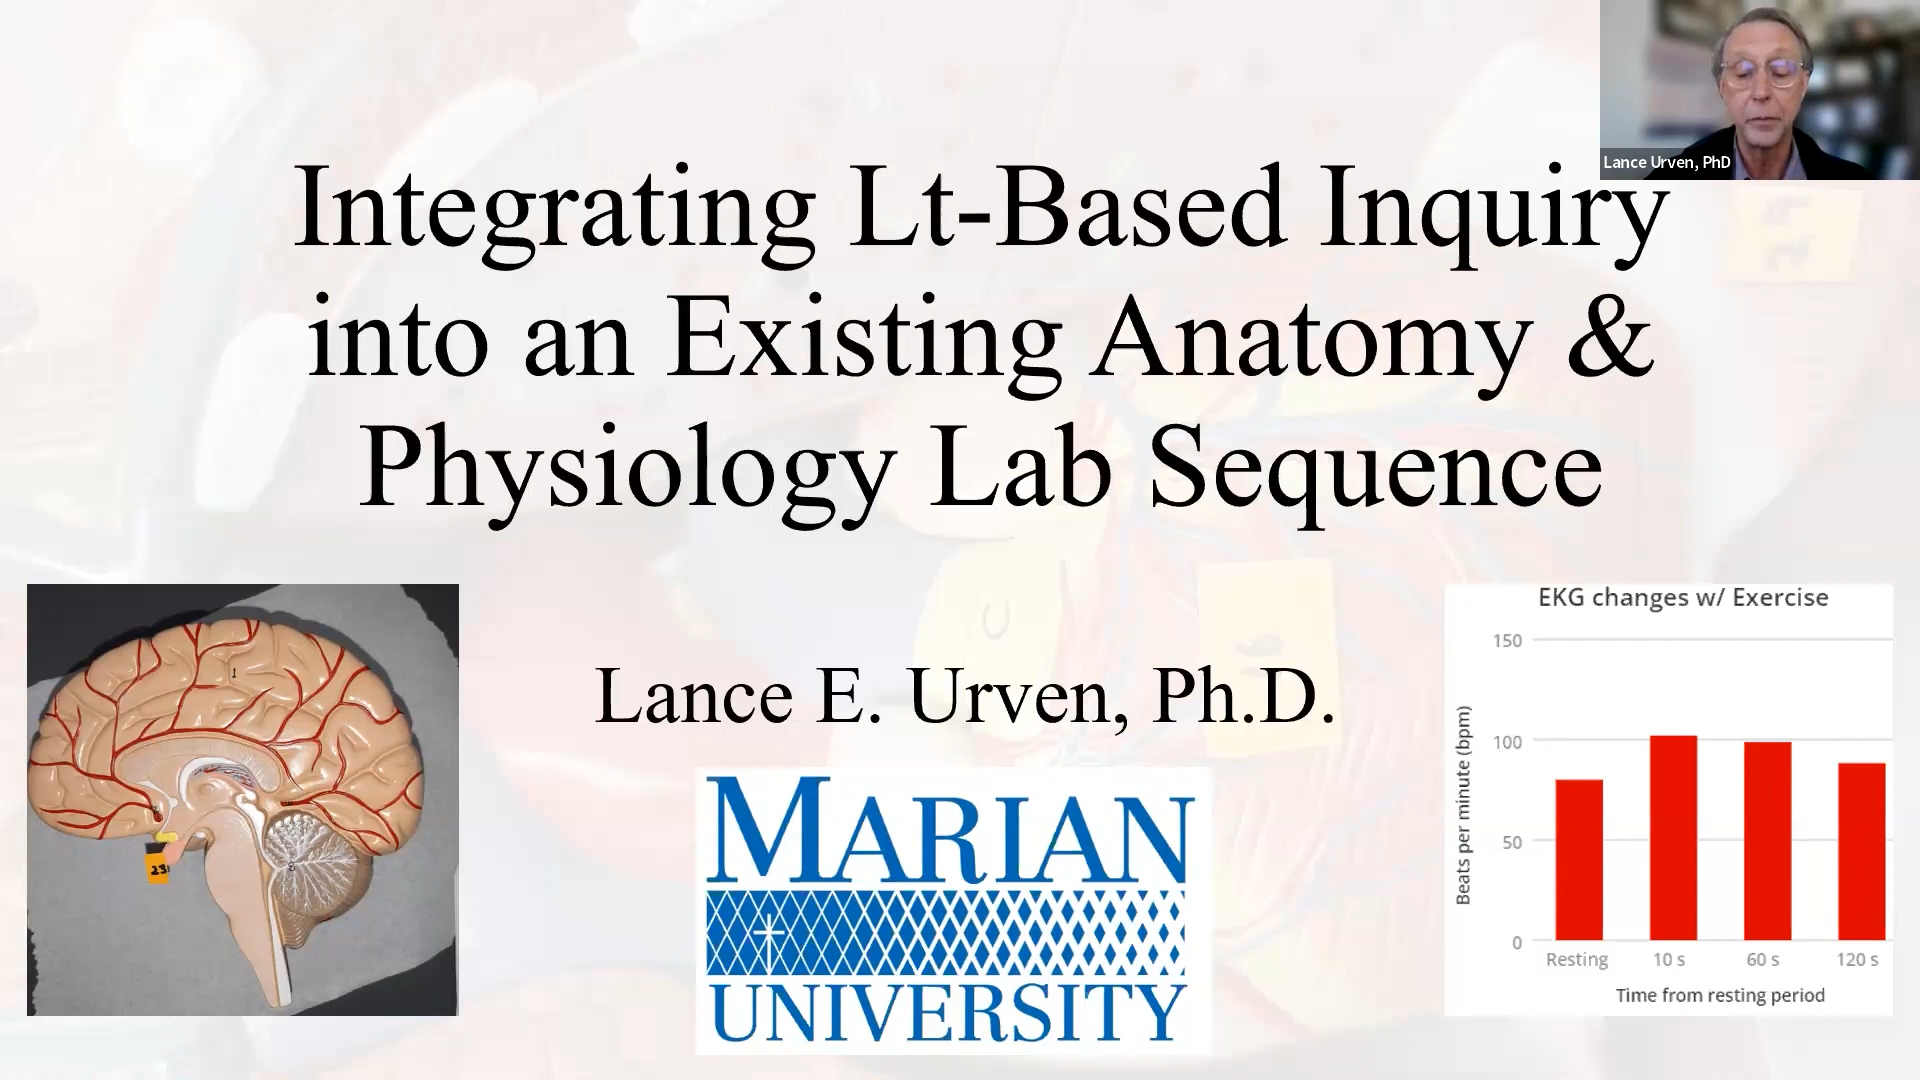 Lance Urven, PhD
Integrating Lt-Based Inquiry
into an Existing Anatomy &
Physiology Lab Sequence
Lance E. Urven, Ph.D.
MARIAN
UNIVERSITY
1
23
EKG changes w/ Exercise
150
100
50
0
Beats per minute (bpm)
Resting 10 s 60 s 120 s
Time from resting period